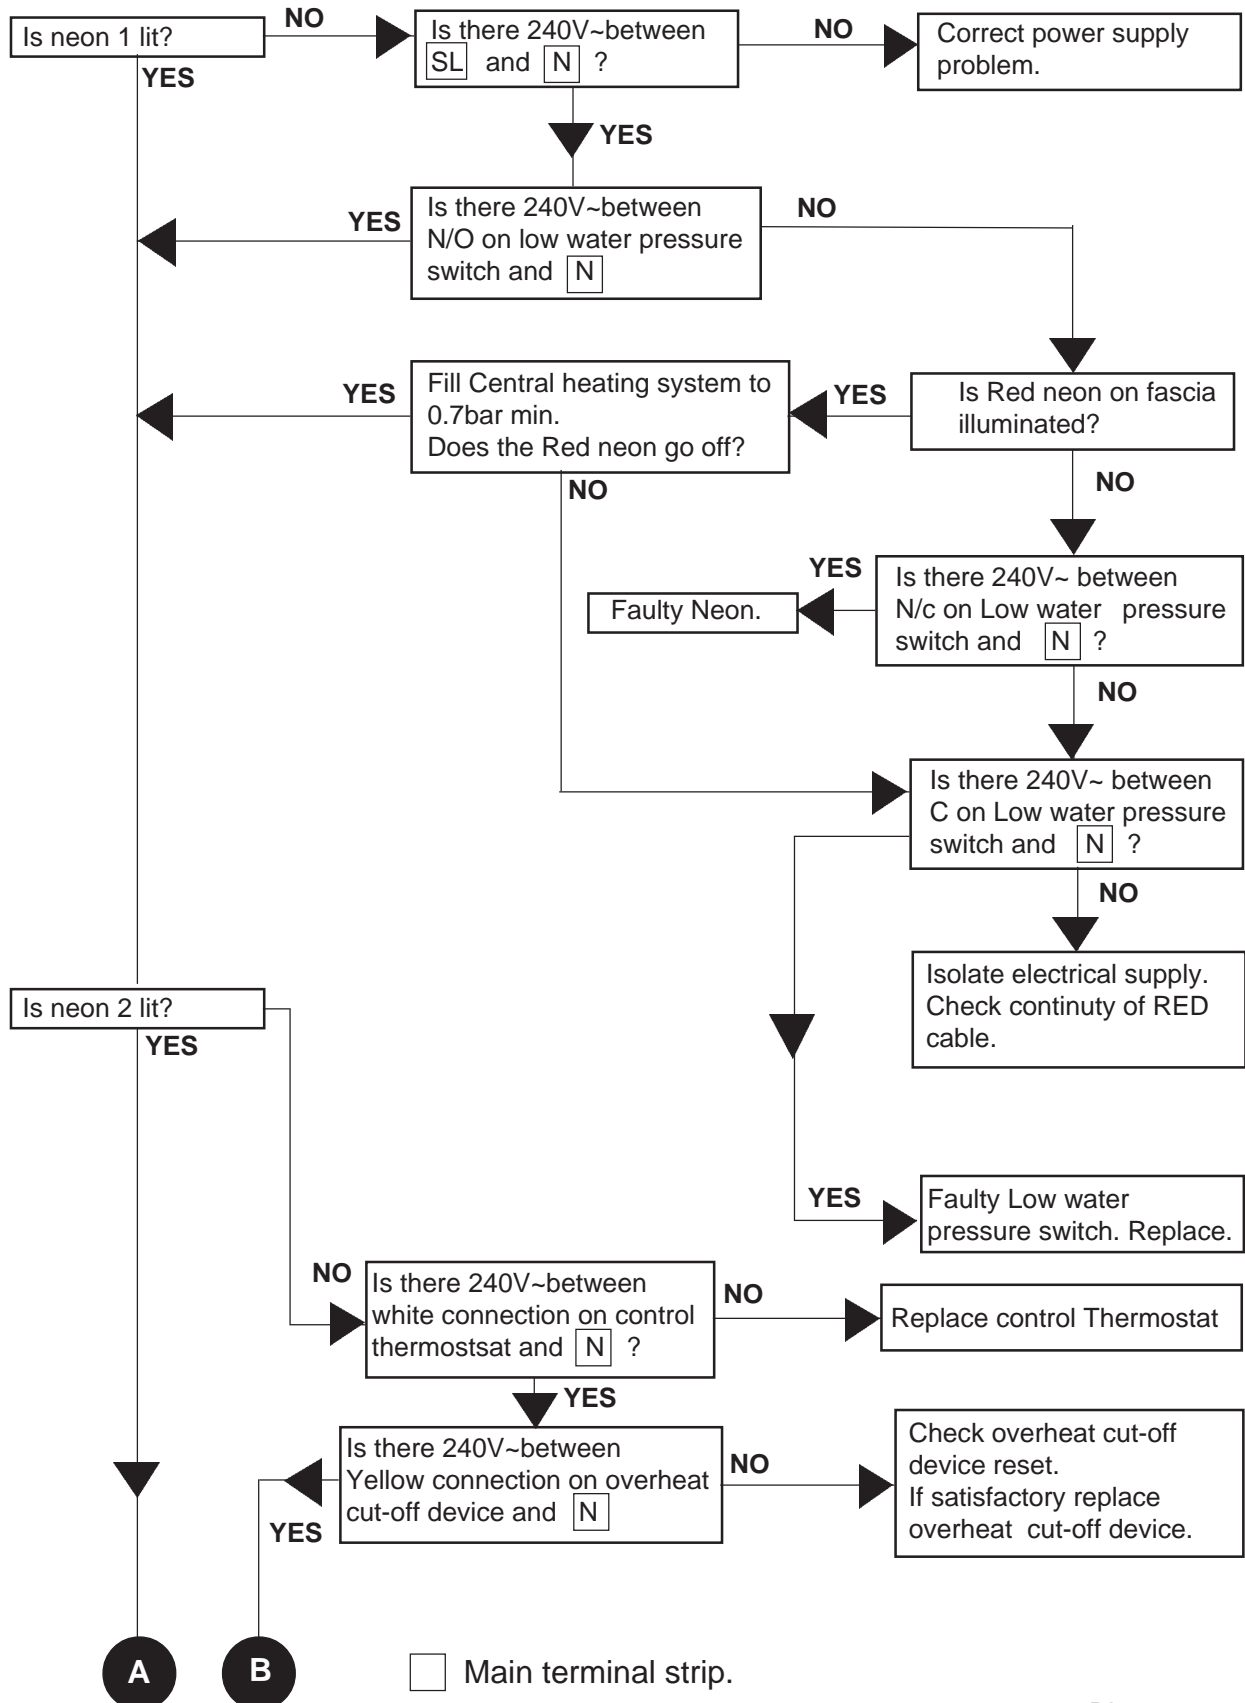 Is neon 1 lit?
NO
Is there 240V~between
SL and N ?
NO
Correct power supply
problem.
YES
YES
Is there 240V~between
N/O on low water pressure
switch and N
YES
NO
Fill Central heating system to
0.7bar min.
Does the Red neon go off?
YES
YES
Is Red neon on fascia
illuminated?
NO
NO
Faulty Neon.
YES
Is there 240V~ between
N/c on Low water pressure
switch and N ?
NO
Is there 240V~ between
C on Low water pressure
switch and N ?
NO
Isolate electrical supply.
Check continuty of RED
cable.
Is neon 2 lit?
YES
YES
Faulty Low water
pressure switch. Replace.
NO
Is there 240V~between
white connection on control
thermostsat and N ?
NO
Replace control Thermostat
YES
Is there 240V~between
Yellow connection on overheat
cut-off device and N
NO
Check overheat cut-off
device reset.
If satisfactory replace
overheat cut-off device.
YES
A
B
Main terminal strip.